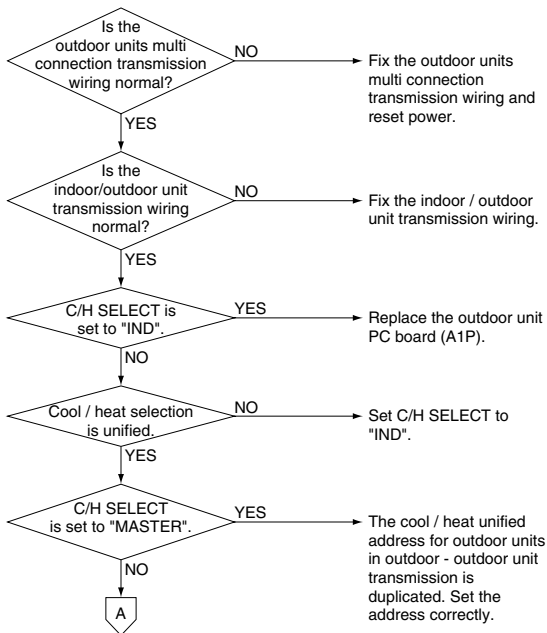 Is the
outdoor units multi
connection transmission
wiring normal?
NO
Fix the outdoor units
multi connection
transmission wiring and
reset power.
YES
Is the
indoor/outdoor unit
transmission wiring
normal?
NO
Fix the indoor / outdoor
unit transmission wiring.
YES
C/H SELECT is
set to "IND".
YES
Replace the outdoor unit
PC board (A1P).
NO
Cool / heat selection
is unified.
NO
Set C/H SELECT to
"IND".
YES
C/H SELECT
is set to "MASTER".
YES
The cool / heat unified
address for outdoor units
in outdoor - outdoor unit
transmission is
duplicated. Set the
address correctly.
NO
A